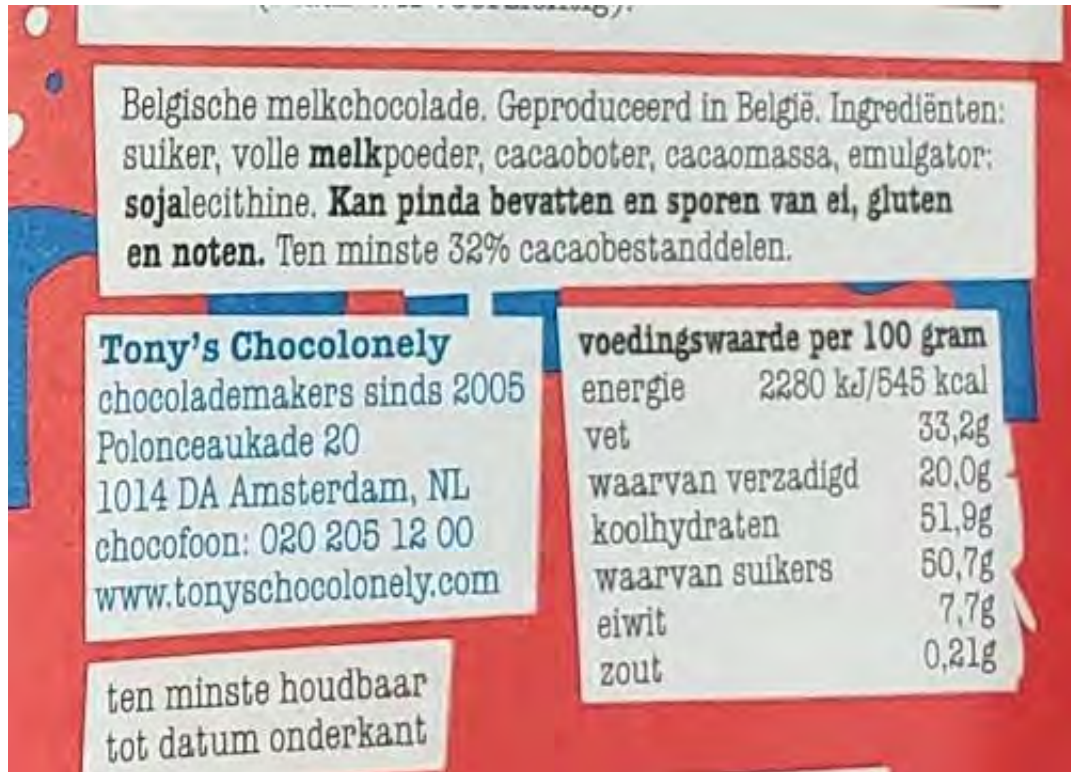 Belgische melkchocolade. Geproduceerd in België. Ingrediënten:
suiker, volle melkpoeder, cacaoboter, cacaomassa, emulgator:
sojalecithine. Kan pinda bevatten en sporen van ei, gluten
en noten. Ten minste 32% cacaobestanddelen.
Tony's Chocolonely
chocolademakers sinds 2005
Polonceaukade 20
1014 DA Amsterdam, NL
chocofoon: 020 205 12 00
www.tonyschocolonely.com
voedingswaarde per 100 gram
energie 2280 kJ/545 kcal
vet 33,2g
waarvan verzadigd 20,0g
koolhydraten 51,9g
waarvan suikers 50,7g
eiwit 7,7g
zout 0,21g
ten minste houdbaar
tot datum onderkant